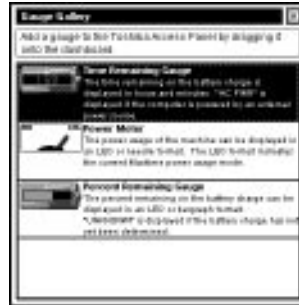 Gauge Gallery
Add a gauge to the Toshiba Access Panel by dragging it
onto the dashboard.
Time Remaining Gauge
The time remaining on the battery charge is
displayed in hours and minutes. "AC PWR" is
displayed if the computer is powered by an external
power source.
Power Meter
The power usage of the machine can be displayed in
an LED or needle format. The LED format indicates
the current Maxtime power usage mode.
Percent Remaining Gauge
The percent remaining on the battery charge can be
displayed in an LED or bargraph format.
"UNKNOWN" is displayed if the battery charge has not
yet been determined.